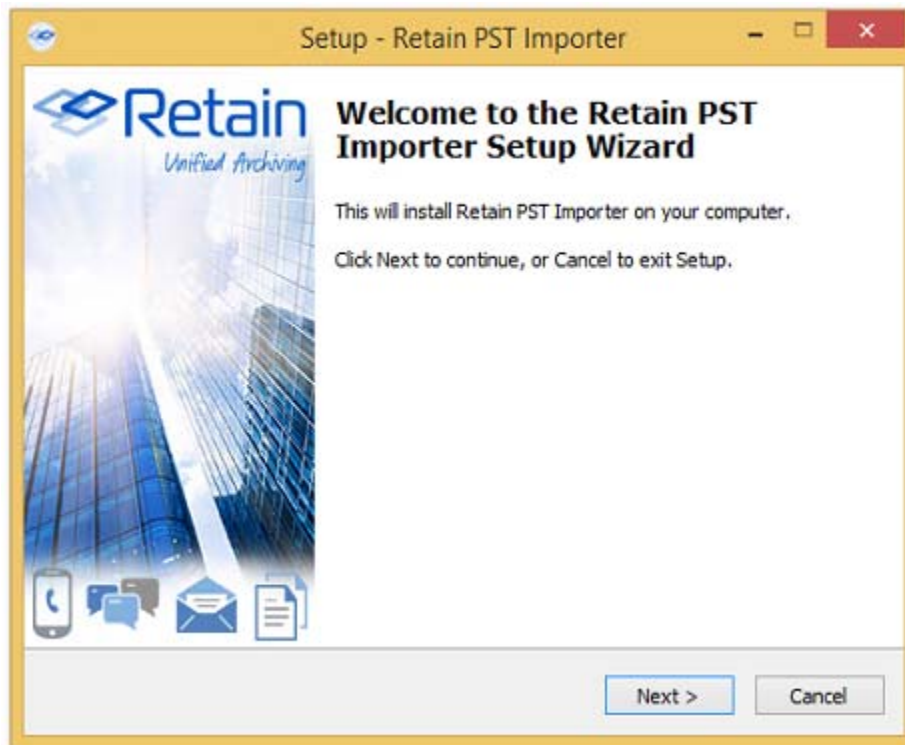 Setup - Retain PST Importer
Retain
Unified Archiving
Welcome to the Retain PST
Importer Setup Wizard
This will install Retain PST Importer on your computer.
Click Next to continue, or Cancel to exit Setup.
Next >
Cancel